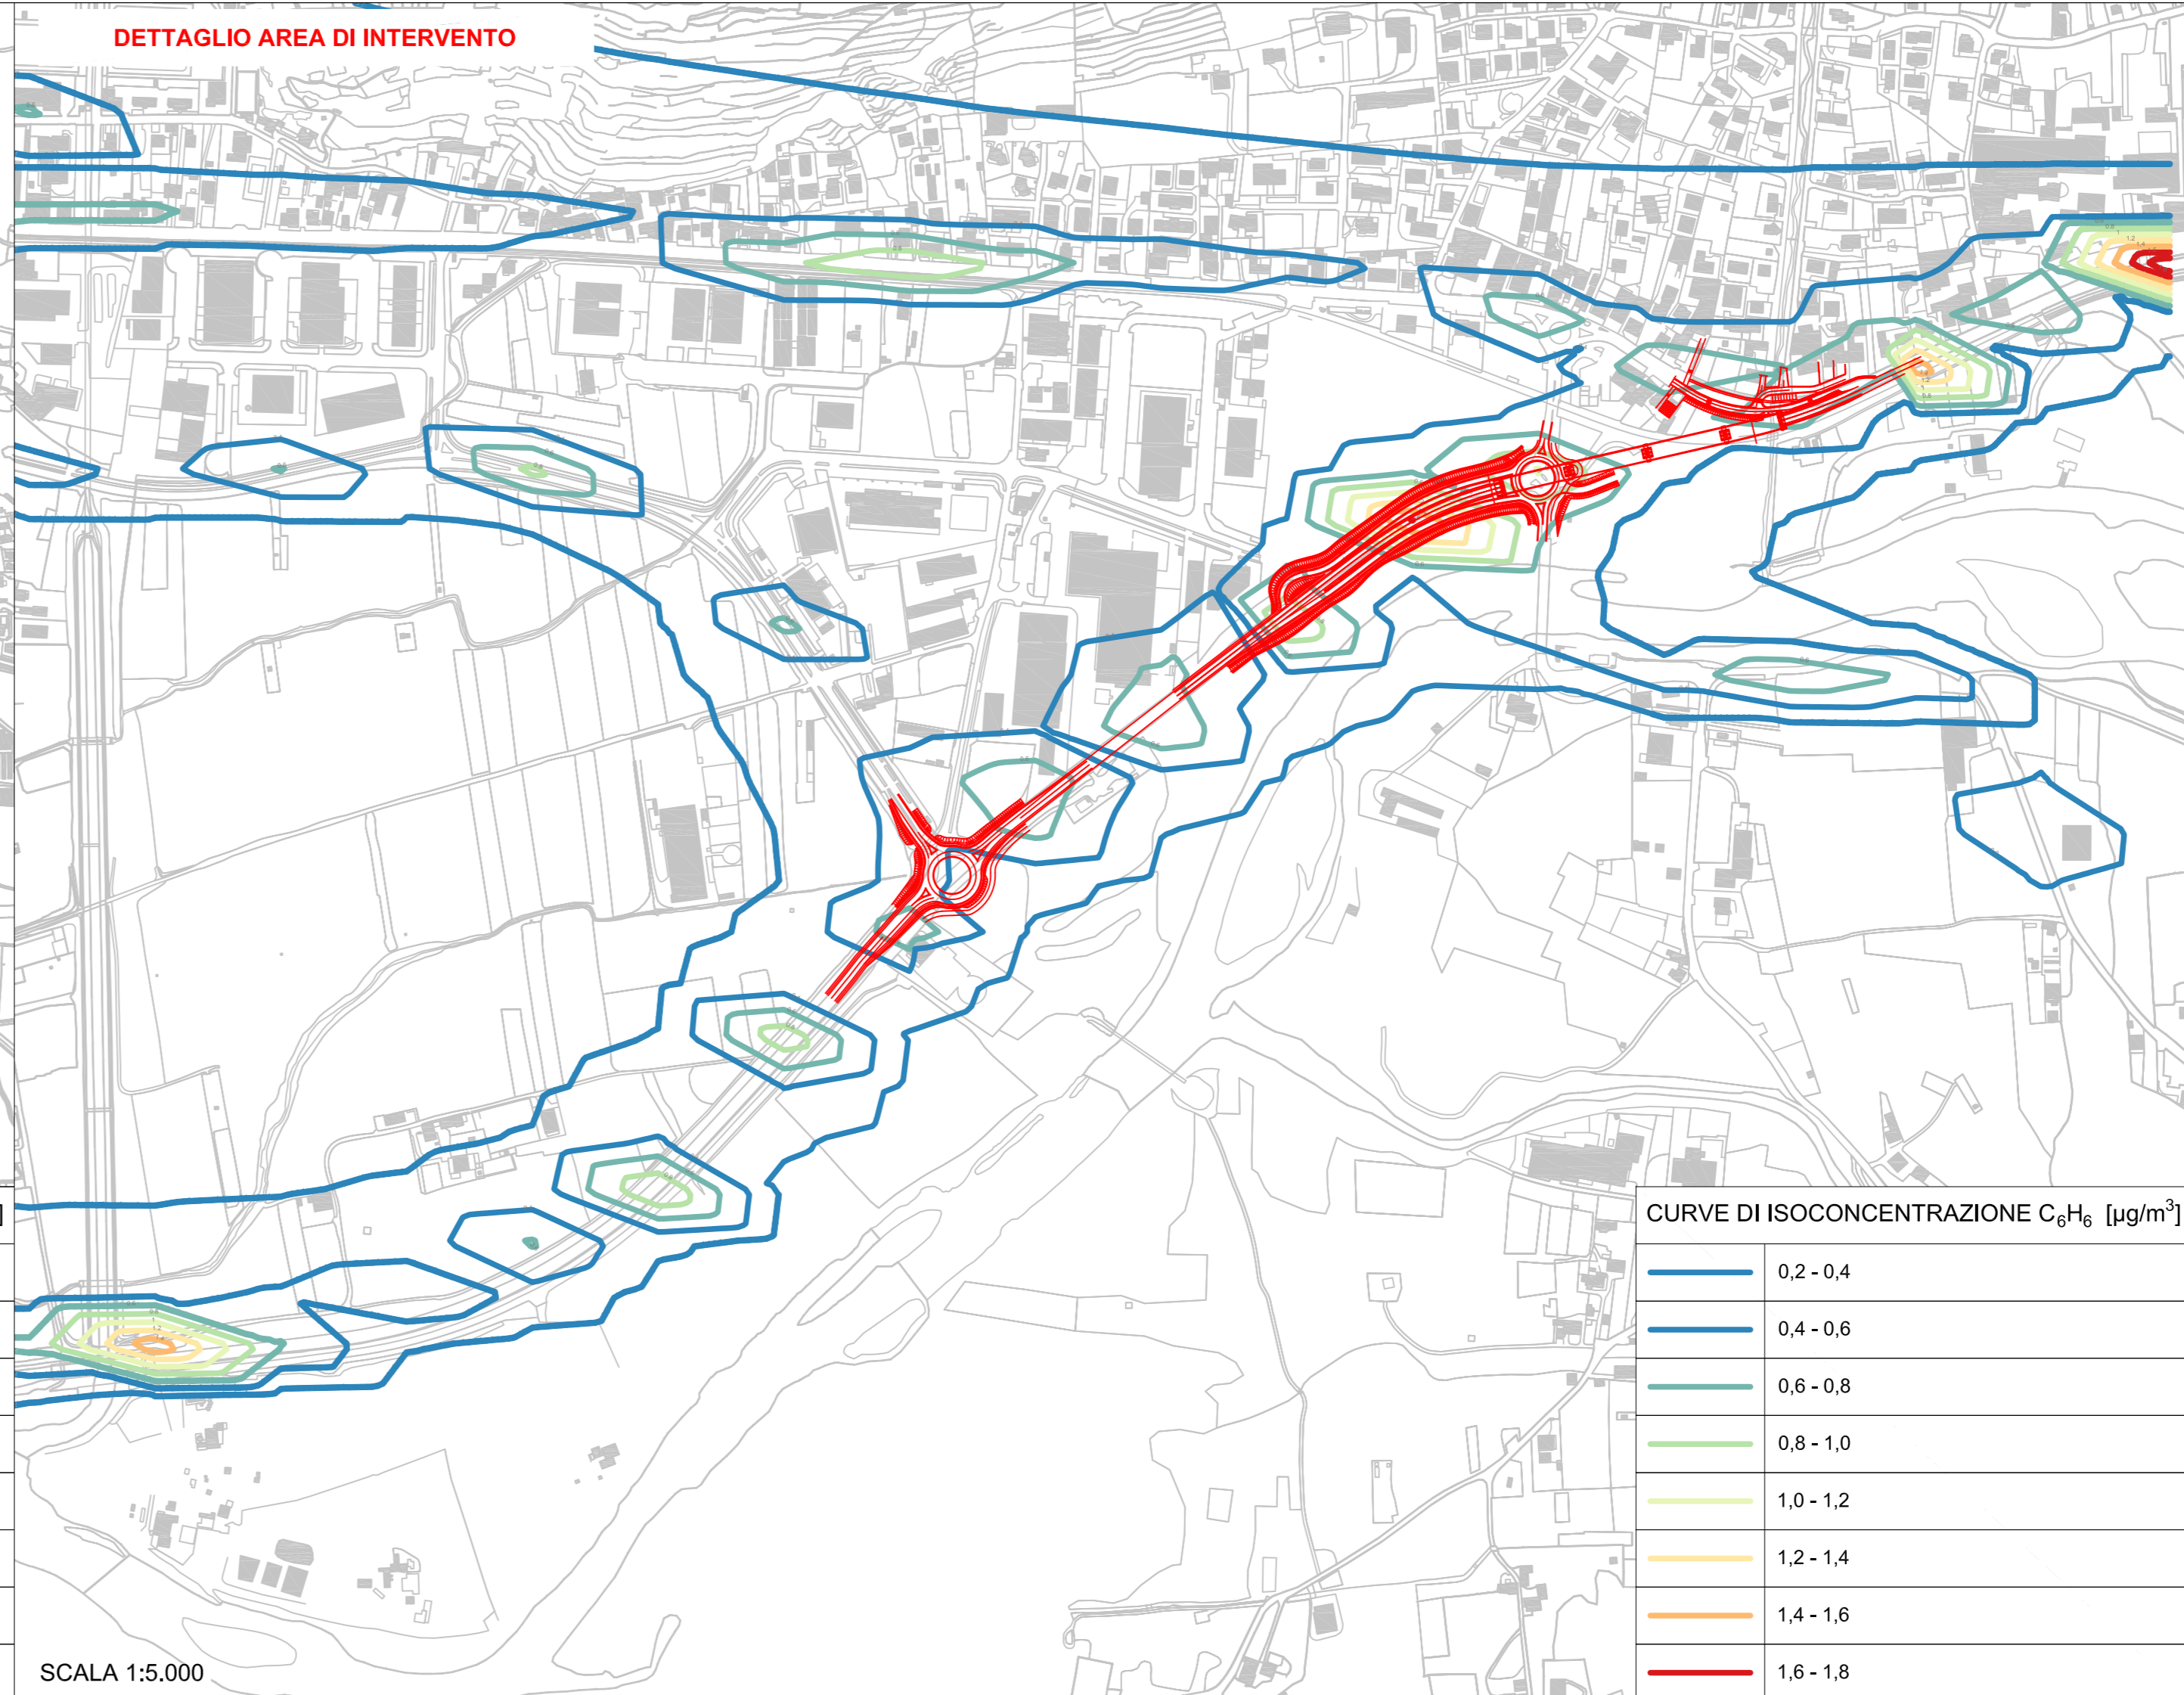 DETTAGLIO AREA DI INTERVENTO
]
CURVE DI ISOCONCENTRAZIONE C₆H₆ [µg/m³]
0,2 - 0,4
0,4 - 0,6
0,6 - 0,8
0,8 - 1,0
1,0 - 1,2
1,2 - 1,4
1,4 - 1,6
1,6 - 1,8
SCALA 1:5.000